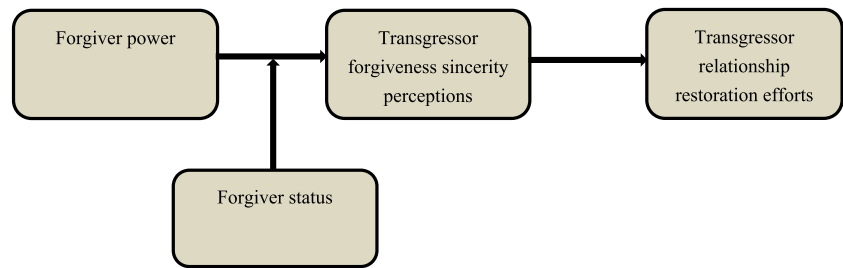 Forgiver power
Transgressor
forgiveness sincerity
perceptions
Transgressor
relationship
restoration efforts
Forgiver status